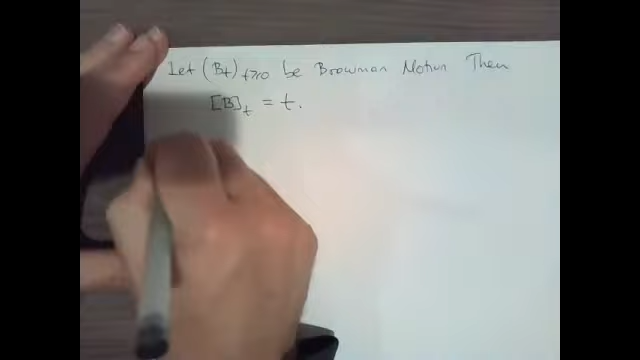 Let (Bt)t≥0 be Brownian Motion Then
[B]t = t.